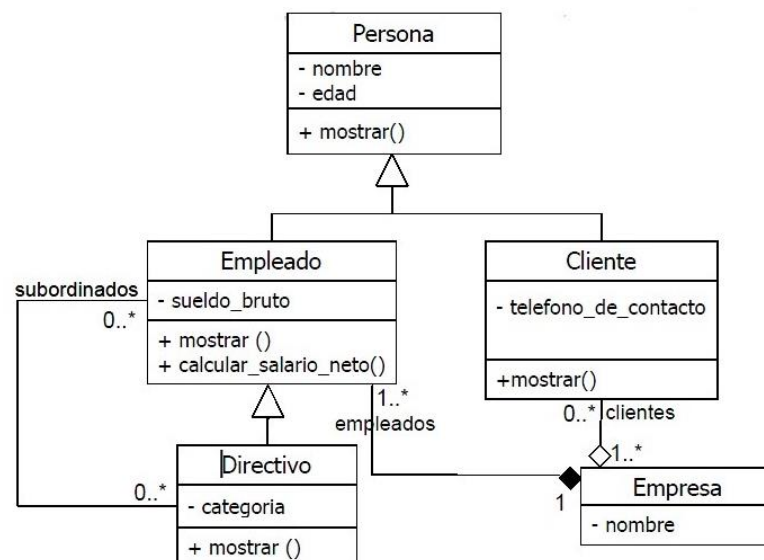 Persona
- nombre
- edad
+ mostrar()
Empleado
- sueldo_bruto
+ mostrar ()
+ calcular_salario_neto()
Cliente
- telefono_de_contacto
+mostrar()
subordinados
0..*
1..*
empleados
0..*
clientes
Directivo
- categoria
+ mostrar ()
0..*
1..*
1
Empresa
- nombre